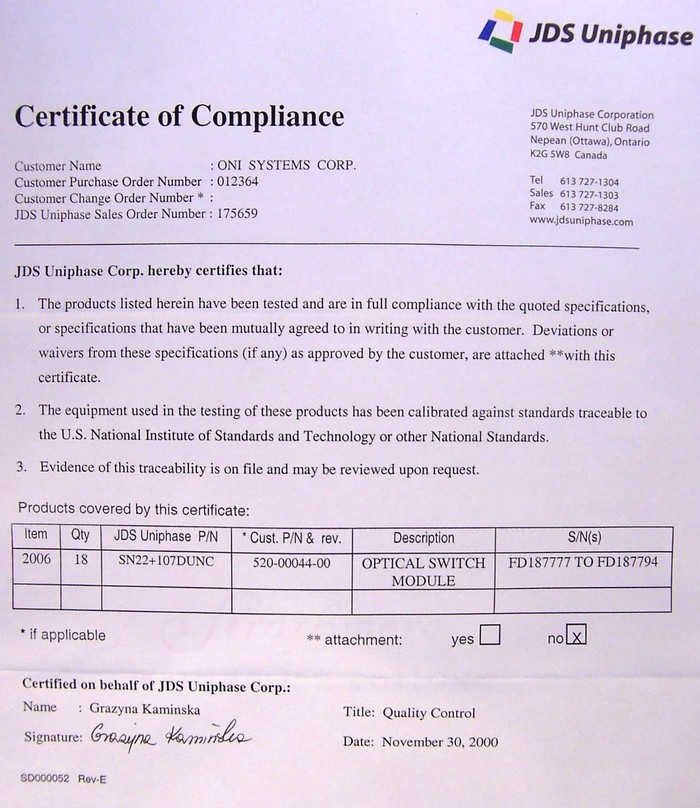 JDS Uniphase
Certificate of Compliance
JDS Uniphase Corporation
570 West Hunt Club Road
Nepean (Ottawa), Ontario
K2G 5W8 Canada
Tel 613 727-1304
Sales 613 727-1303
Fax 613 727-8284
www.jdsuniphase.com
Customer Name : ONI SYSTEMS CORP.
Customer Purchase Order Number : 012364
Customer Change Order Number * :
JDS Uniphase Sales Order Number : 175659
JDS Uniphase Corp. hereby certifies that:
1. The products listed herein have been tested and are in full compliance with the quoted specifications,
or specifications that have been mutually agreed to in writing with the customer. Deviations or
waivers from these specifications (if any) as approved by the customer, are attached **with this
certificate.
2. The equipment used in the testing of these products has been calibrated against standards traceable to
the U.S. National Institute of Standards and Technology or other National Standards.
3. Evidence of this traceability is on file and may be reviewed upon request.
Products covered by this certificate:
Item Qty JDS Uniphase P/N * Cust. P/N & rev. Description S/N(s)
2006 18 SN22+107DUNC 520-00044-00 OPTICAL SWITCH FD187777 TO FD187794
MODULE
* if applicable ** attachment: yes no X
Certified on behalf of JDS Uniphase Corp.:
Name : Grazyna Kaminska Title: Quality Control
Signature: Grazyna Kamińska Date: November 30, 2000
SD000052 Rev-E